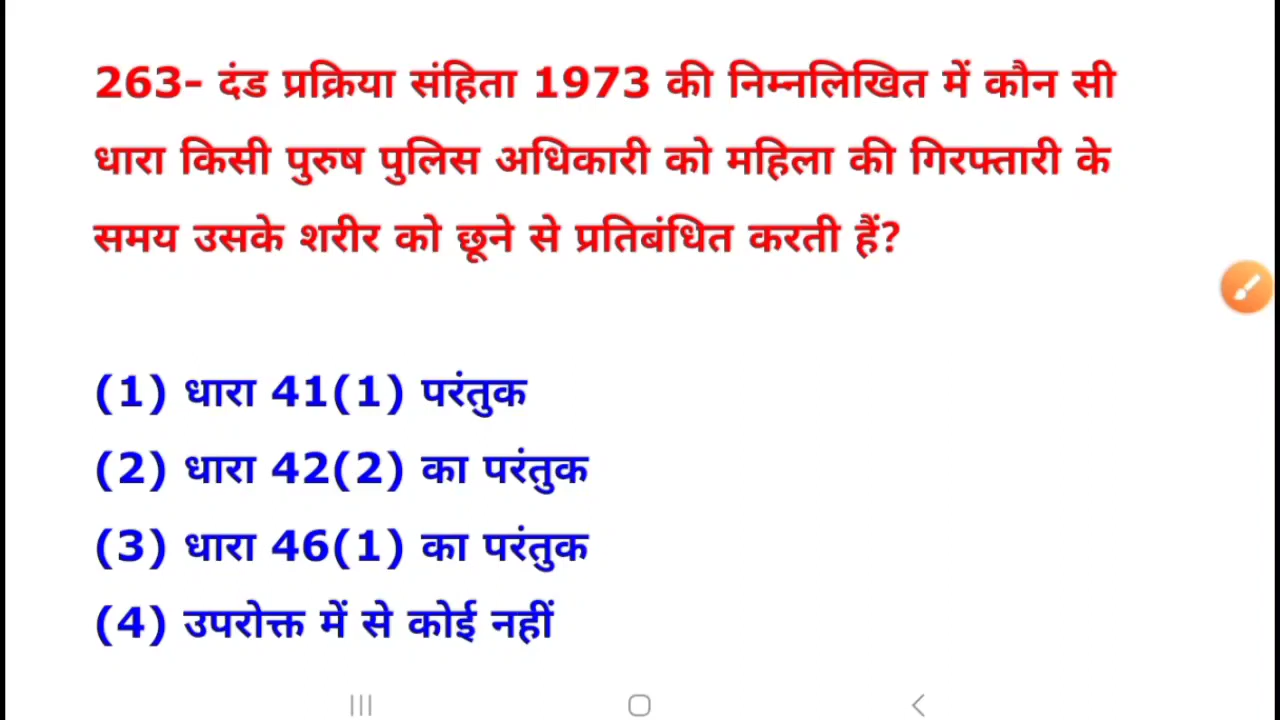 263- दंड प्रक्रिया संहिता 1973 की निम्नलिखित में कौन सी
धारा किसी पुरुष पुलिस अधिकारी को महिला की गिरफ्तारी के
समय उसके शरीर को छूने से प्रतिबंधित करती हैं?
(1) धारा 41(1) परंतुक
(2) धारा 42(2) का परंतुक
(3) धारा 46(1) का परंतुक
(4) उपरोक्त में से कोई नहीं